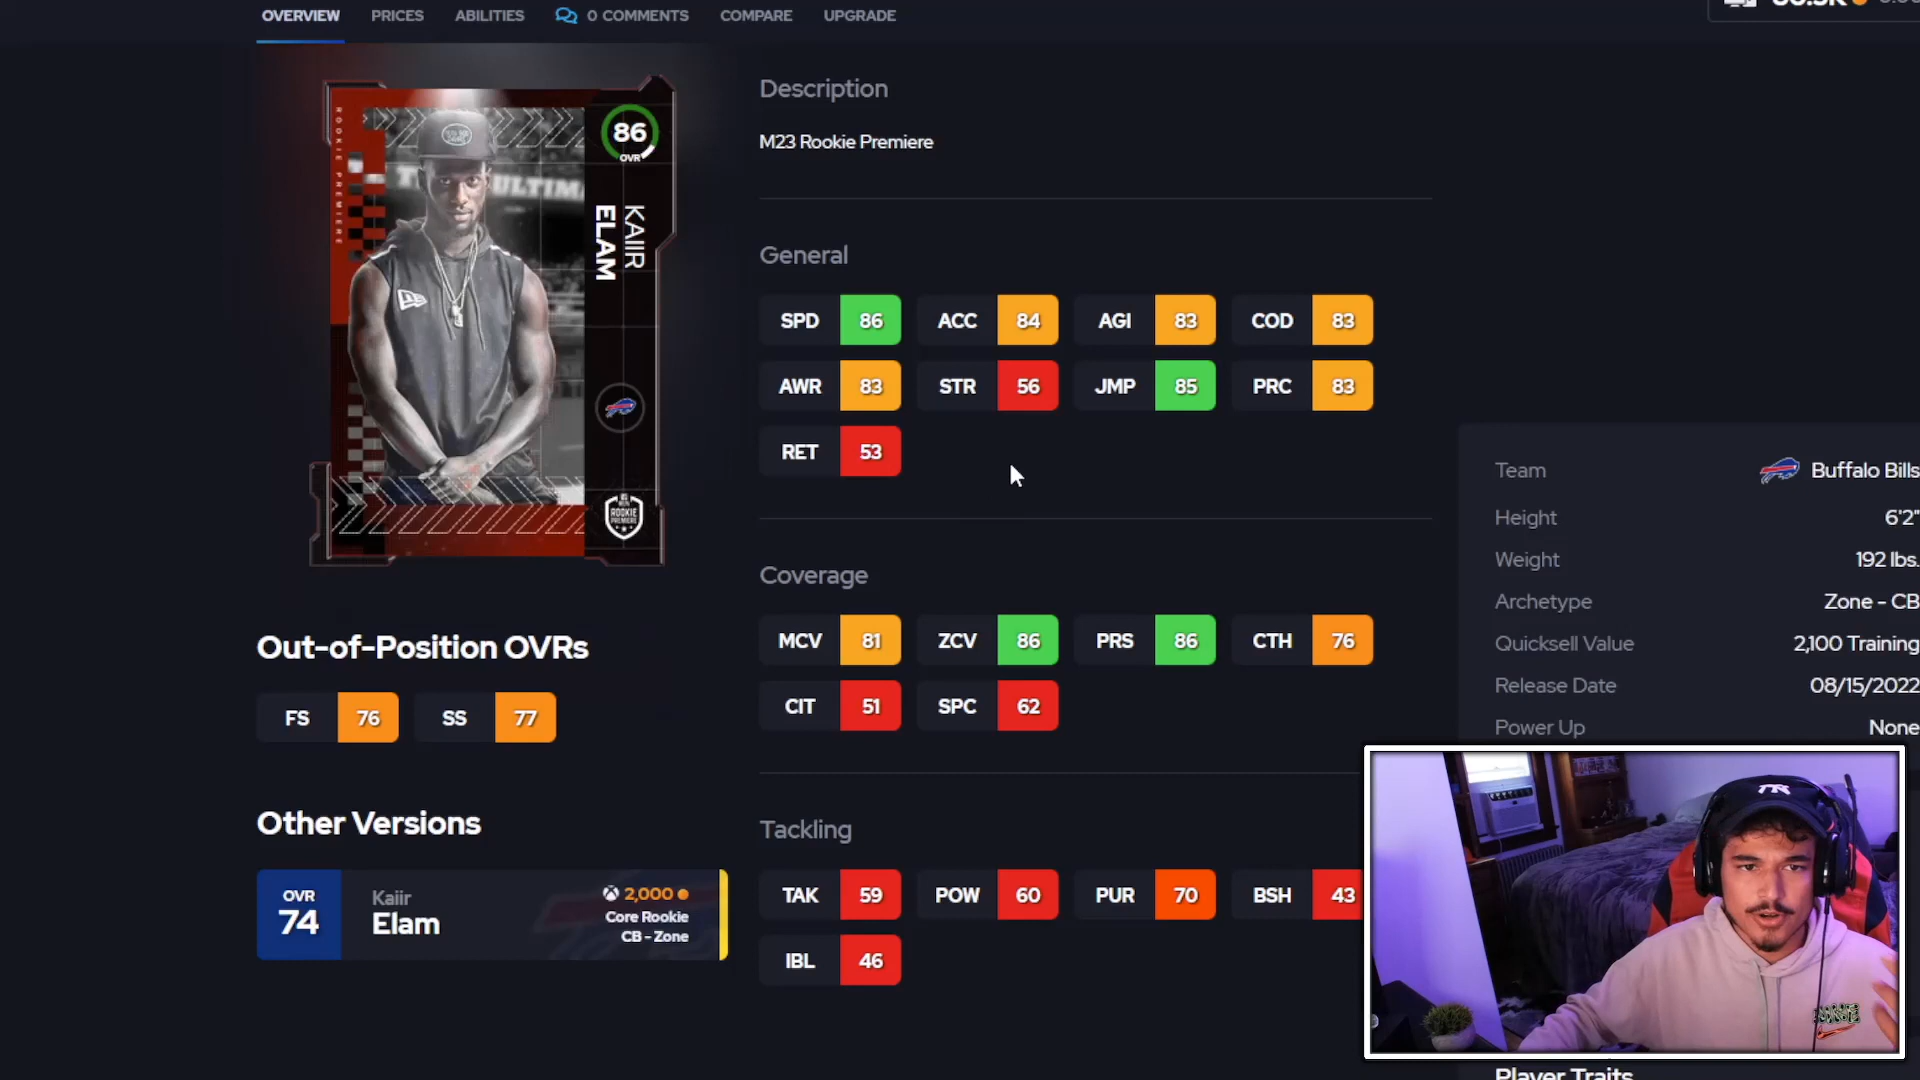 OVERVIEW PRICES ABILITIES 0 COMMENTS COMPARE UPGRADE
ROOKIE PREMIERE
86
OVR
KAIIR
ELAM
ROOKIE
PREMIERE
Description
M23 Rookie Premiere
General
SPD 86 ACC 84 AGI 83 COD 83
AWR 83 STR 56 JMP 85 PRC 83
RET 53
Coverage
MCV 81 ZCV 86 PRS 86 CTH 76
CIT 51 SPC 62
Tackling
TAK 59 POW 60 PUR 70 BSH 43
IBL 46
Out-of-Position OVRs
FS 76 SS 77
Other Versions
OVR
74
Kaiir
Elam
2,000
Core Rookie
CB - Zone
Team Buffalo Bills
Height 6'2"
Weight 192 lbs.
Archetype Zone - CB
Quicksell Value 2,100 Training
Release Date 08/15/2022
Power Up None
Player Traits